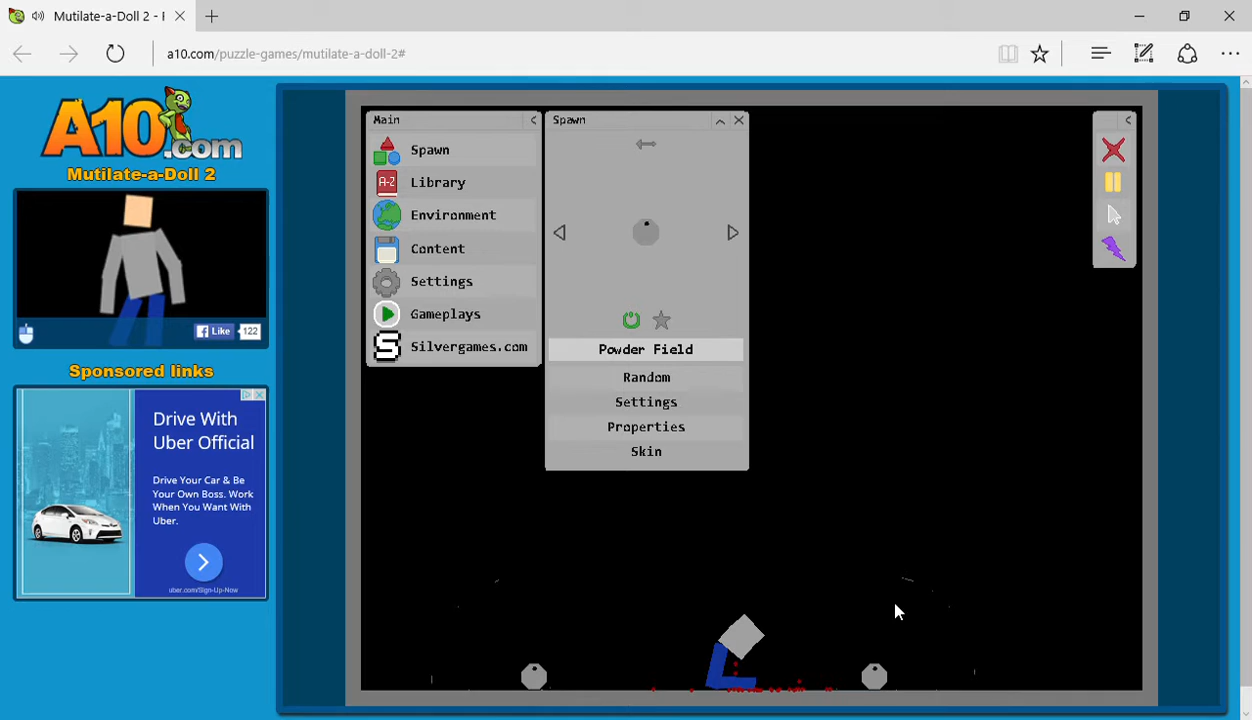 Mutilate-a-Doll 2 - F
a10.com/puzzle-games/mutilate-a-doll-2#
A10.com
Mutilate-a-Doll 2
Like 122
Sponsored links
Drive With
Uber Official
Drive Your Car & Be
Your Own Boss. Work
When You Want With
Uber.
uber.com/Sign-Up-Now
Main
Spawn
A-Z
Library
Environment
Content
Settings
Gameplays
S
Silvergames.com
Spawn
Powder Field
Random
Settings
Properties
Skin